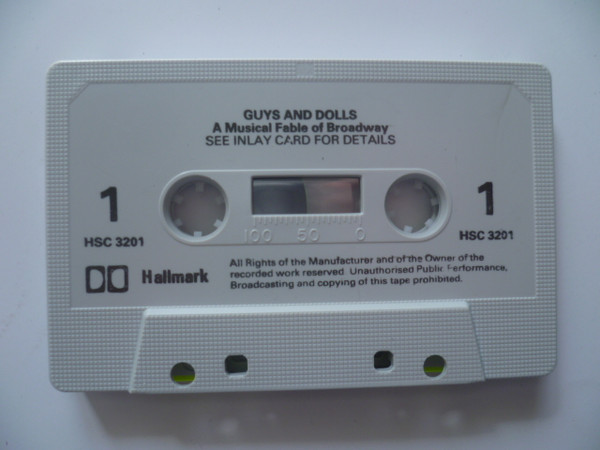 GUYS AND DOLLS
A Musical Fable of Broadway
SEE INLAY CARD FOR DETAILS
1 1
HSC 3201 HSC 3201
100 50 0
Hallmark
All Rights of the Manufacturer and of the Owner of the
recorded work reserved. Unauthorised Public Performance,
Broadcasting and copying of this tape prohibited.